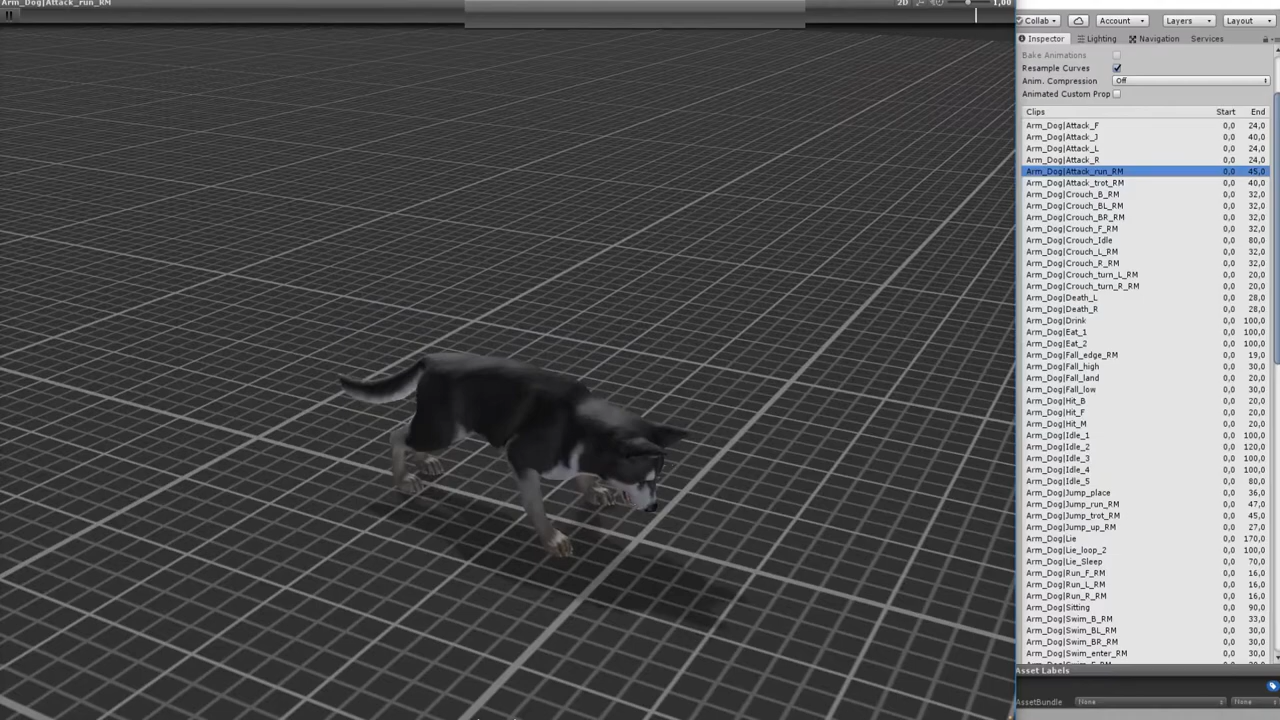 Arm_Dog|Attack_run_RM
2D
1,00
Collab
Account
Layers
Layout
Inspector
Lighting
Navigation
Services
Bake Animations
Resample Curves
Anim. Compression Off
Animated Custom Prop
Clips Start End
Arm_Dog|Attack_F 0,0 24,0
Arm_Dog|Attack_J 0,0 40,0
Arm_Dog|Attack_L 0,0 24,0
Arm_Dog|Attack_R 0,0 24,0
Arm_Dog|Attack_run_RM 0,0 45,0
Arm_Dog|Attack_trot_RM 0,0 40,0
Arm_Dog|Crouch_B_RM 0,0 32,0
Arm_Dog|Crouch_BL_RM 0,0 32,0
Arm_Dog|Crouch_BR_RM 0,0 32,0
Arm_Dog|Crouch_F_RM 0,0 32,0
Arm_Dog|Crouch_Idle 0,0 80,0
Arm_Dog|Crouch_L_RM 0,0 32,0
Arm_Dog|Crouch_R_RM 0,0 32,0
Arm_Dog|Crouch_turn_L_RM 0,0 20,0
Arm_Dog|Crouch_turn_R_RM 0,0 20,0
Arm_Dog|Death_L 0,0 28,0
Arm_Dog|Death_R 0,0 28,0
Arm_Dog|Drink 0,0 100,0
Arm_Dog|Eat_1 0,0 100,0
Arm_Dog|Eat_2 0,0 100,0
Arm_Dog|Fall_edge_RM 0,0 19,0
Arm_Dog|Fall_high 0,0 30,0
Arm_Dog|Fall_land 0,0 20,0
Arm_Dog|Fall_low 0,0 30,0
Arm_Dog|Hit_B 0,0 20,0
Arm_Dog|Hit_F 0,0 20,0
Arm_Dog|Hit_M 0,0 20,0
Arm_Dog|Idle_1 0,0 100,0
Arm_Dog|Idle_2 0,0 120,0
Arm_Dog|Idle_3 0,0 100,0
Arm_Dog|Idle_4 0,0 100,0
Arm_Dog|Idle_5 0,0 80,0
Arm_Dog|Jump_place 0,0 36,0
Arm_Dog|Jump_run_RM 0,0 47,0
Arm_Dog|Jump_trot_RM 0,0 45,0
Arm_Dog|Jump_up_RM 0,0 27,0
Arm_Dog|Lie 0,0 170,0
Arm_Dog|Lie_loop_2 0,0 100,0
Arm_Dog|Lie_Sleep 0,0 70,0
Arm_Dog|Run_F_RM 0,0 16,0
Arm_Dog|Run_L_RM 0,0 16,0
Arm_Dog|Run_R_RM 0,0 16,0
Arm_Dog|Sitting 0,0 90,0
Arm_Dog|Swim_B_RM 0,0 33,0
Arm_Dog|Swim_BL_RM 0,0 30,0
Arm_Dog|Swim_BR_RM 0,0 30,0
Arm_Dog|Swim_enter_RM 0,0 30,0
Asset Labels
AssetBundle None None